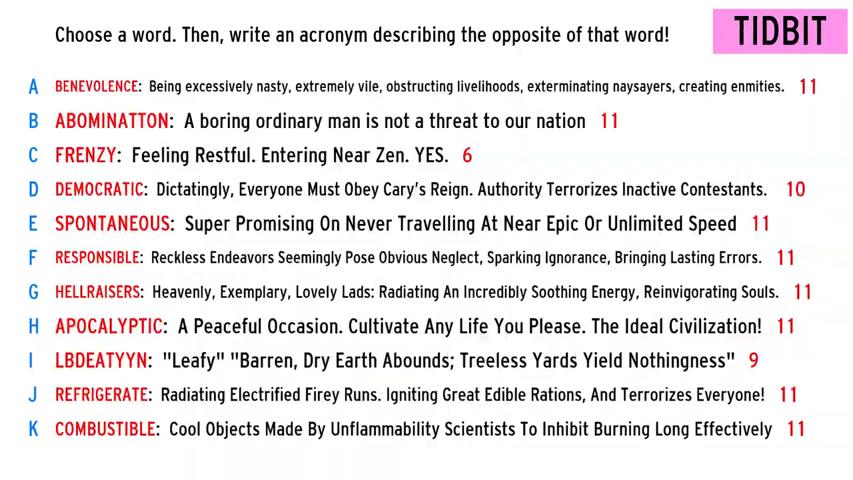 Choose a word. Then, write an acronym describing the opposite of that word! TIDBIT
A BENEVOLENCE: Being excessively nasty, extremely vile, obstructing livelihoods, exterminating naysayers, creating enmities. 11
B ABOMINATTON: A boring ordinary man is not a threat to our nation 11
C FRENZY: Feeling Restful. Entering Near Zen. YES. 6
D DEMOCRATIC: Dictatingly, Everyone Must Obey Cary's Reign. Authority Terrorizes Inactive Contestants. 10
E SPONTANEOUS: Super Promising On Never Travelling At Near Epic Or Unlimited Speed 11
F RESPONSIBLE: Reckless Endeavors Seemingly Pose Obvious Neglect, Sparking Ignorance, Bringing Lasting Errors. 11
G HELLRAISERS: Heavenly, Exemplary, Lovely Lads: Radiating An Incredibly Soothing Energy, Reinvigorating Souls. 11
H APOCALYPTIC: A Peaceful Occasion. Cultivate Any Life You Please. The Ideal Civilization! 11
I LBDEATYYN: "Leafy" "Barren, Dry Earth Abounds; Treeless Yards Yield Nothingness" 9
J REFRIGERATE: Radiating Electrified Firey Runs. Igniting Great Edible Rations, And Terrorizes Everyone! 11
K COMBUSTIBLE: Cool Objects Made By Unflammability Scientists To Inhibit Burning Long Effectively 11